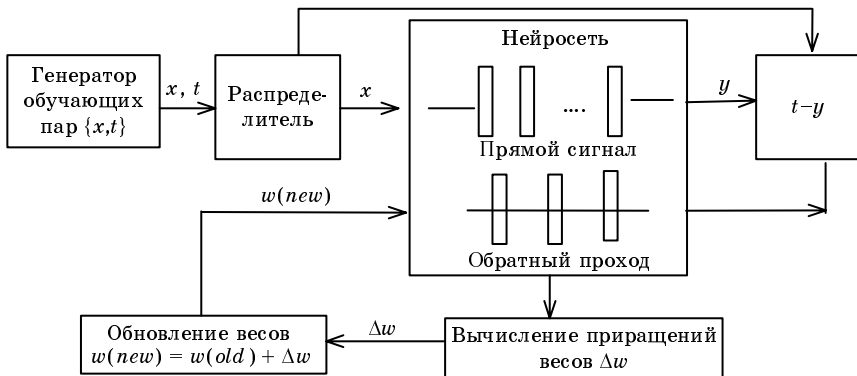 Нейросеть
Генератор
обучающих
пар {x,t}
x, t
Распреде-
литель
x
....
y
t–y
Прямой сигнал
w(new)
Обратный проход
Обновление весов
w(new) = w(old) + Δw
Δw
Вычисление приращений
весов Δw